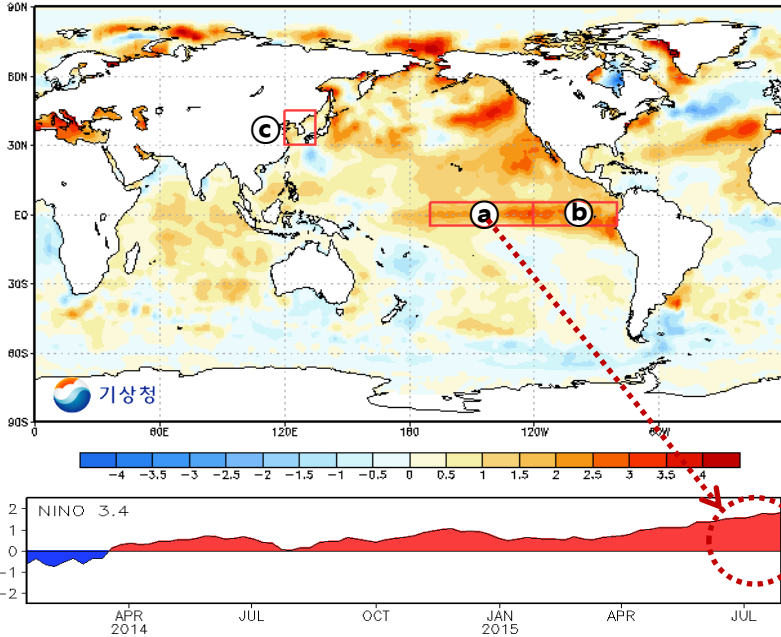 90N
60N
30N
EQ
30S
60S
90S
ⓒ
ⓐ ⓑ
기상청
0 60E 120E 180 120W 60W
-4 -3.5 -3 -2.5 -2 -1.5 -1 -0.5 0 0.5 1 1.5 2 2.5 3 3.5 4
NINO 3.4
2
1
0
-1
-2
APR JUL OCT JAN APR JUL
2014 2015